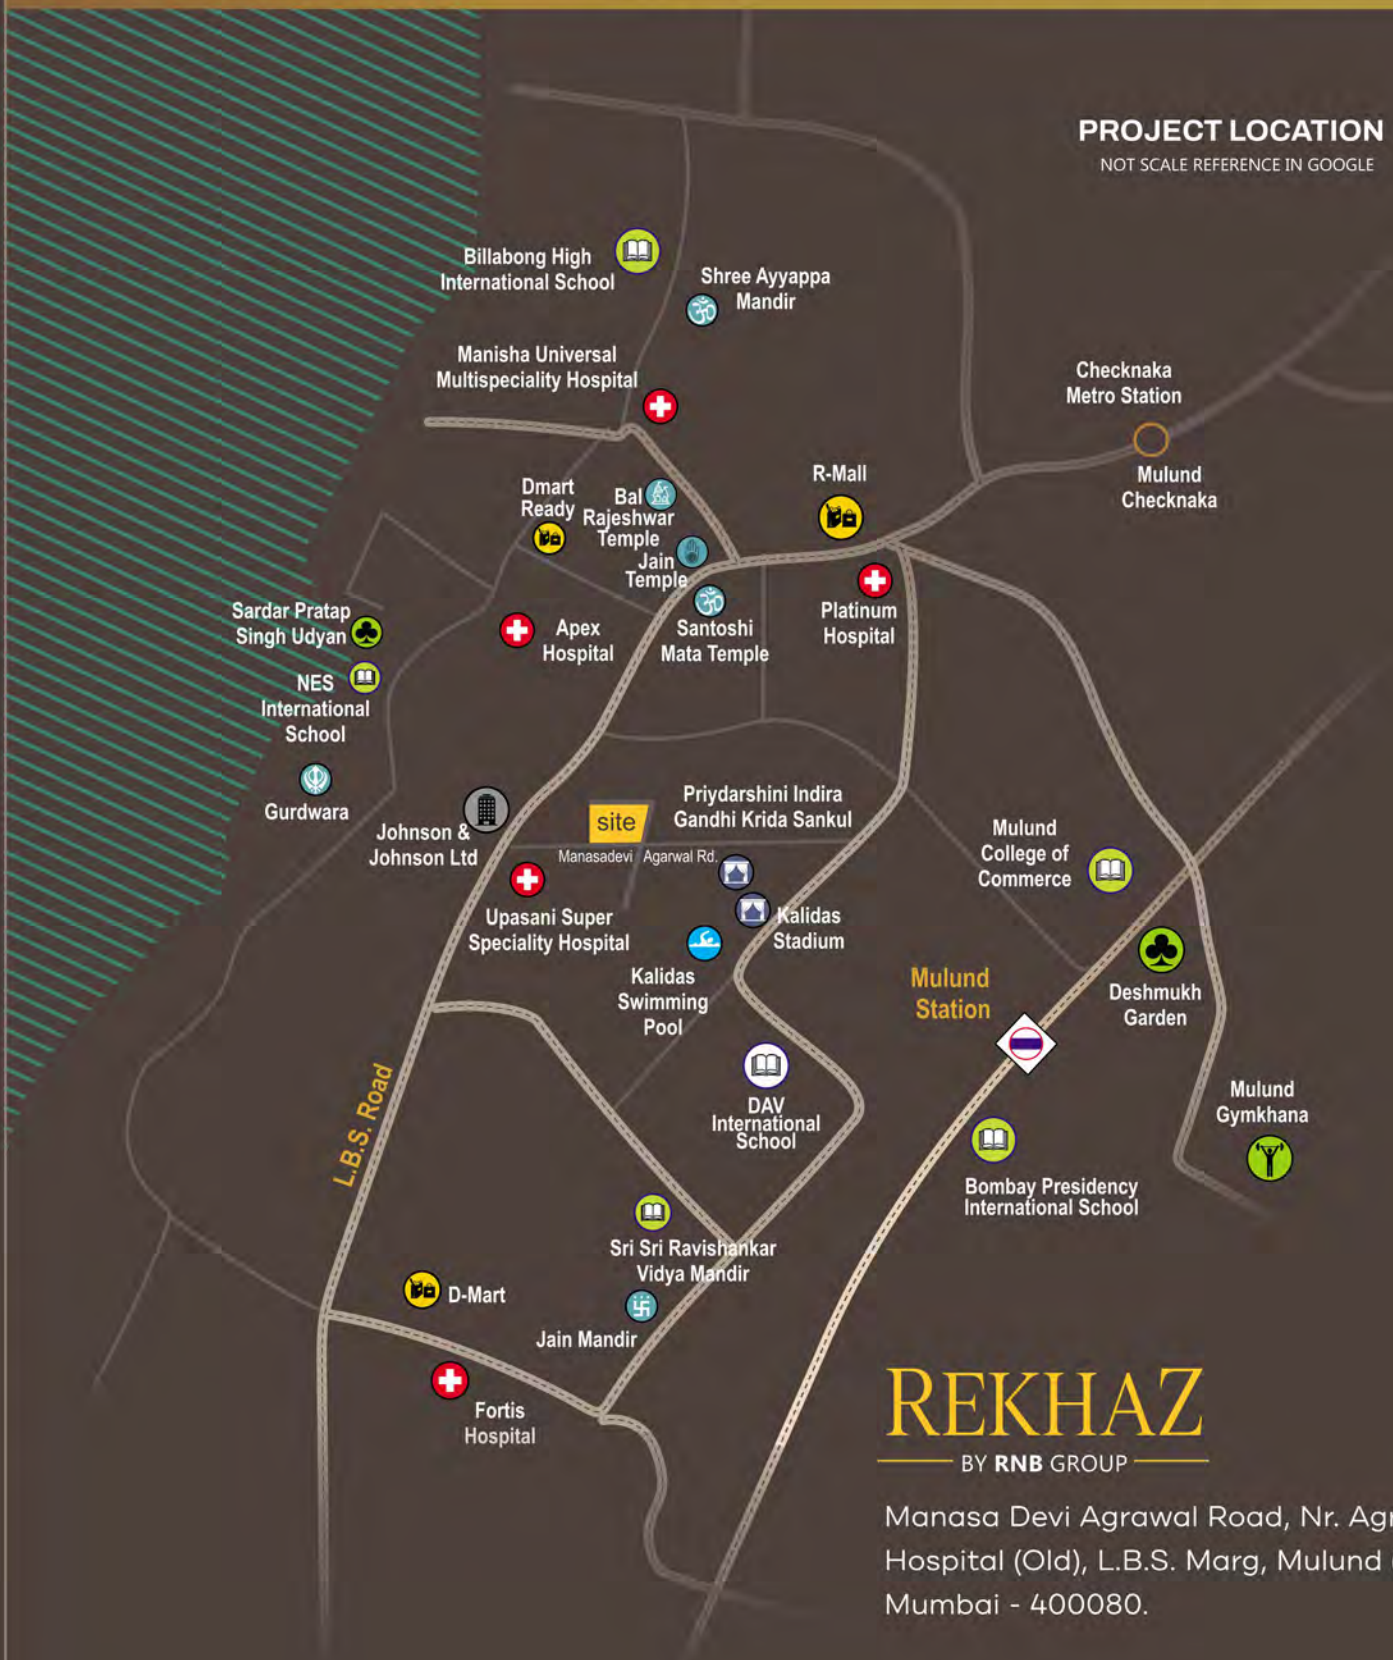 PROJECT LOCATION
NOT SCALE REFERENCE IN GOOGLE
Billabong High
International School
Shree Ayyappa
Mandir
Manisha Universal
Multispeciality Hospital
Checknaka
Metro Station
Mulund
Checknaka
R-Mall
Dmart
Ready
Bal
Rajeshwar
Temple
Jain
Temple
Sardar Pratap
Singh Udyan
Apex
Hospital
Santoshi
Mata Temple
Platinum
Hospital
NES
International
School
Gurdwara
Johnson &
Johnson Ltd
site
Priydarshini Indira
Gandhi Krida Sankul
Manasadevi Agarwal Rd.
Mulund
College of
Commerce
Upasani Super
Speciality Hospital
Kalidas
Stadium
Kalidas
Swimming
Pool
Mulund
Station
Deshmukh
Garden
L.B.S. Road
DAV
International
School
Mulund
Gymkhana
Bombay Presidency
International School
Sri Sri Ravishankar
Vidya Mandir
D-Mart
Jain Mandir
Fortis
Hospital
REKHAZ
BY RNB GROUP
Manasa Devi Agrawal Road, Nr.
Hospital (Old), L.B.S. Marg, Mulund
Mumbai - 400080.